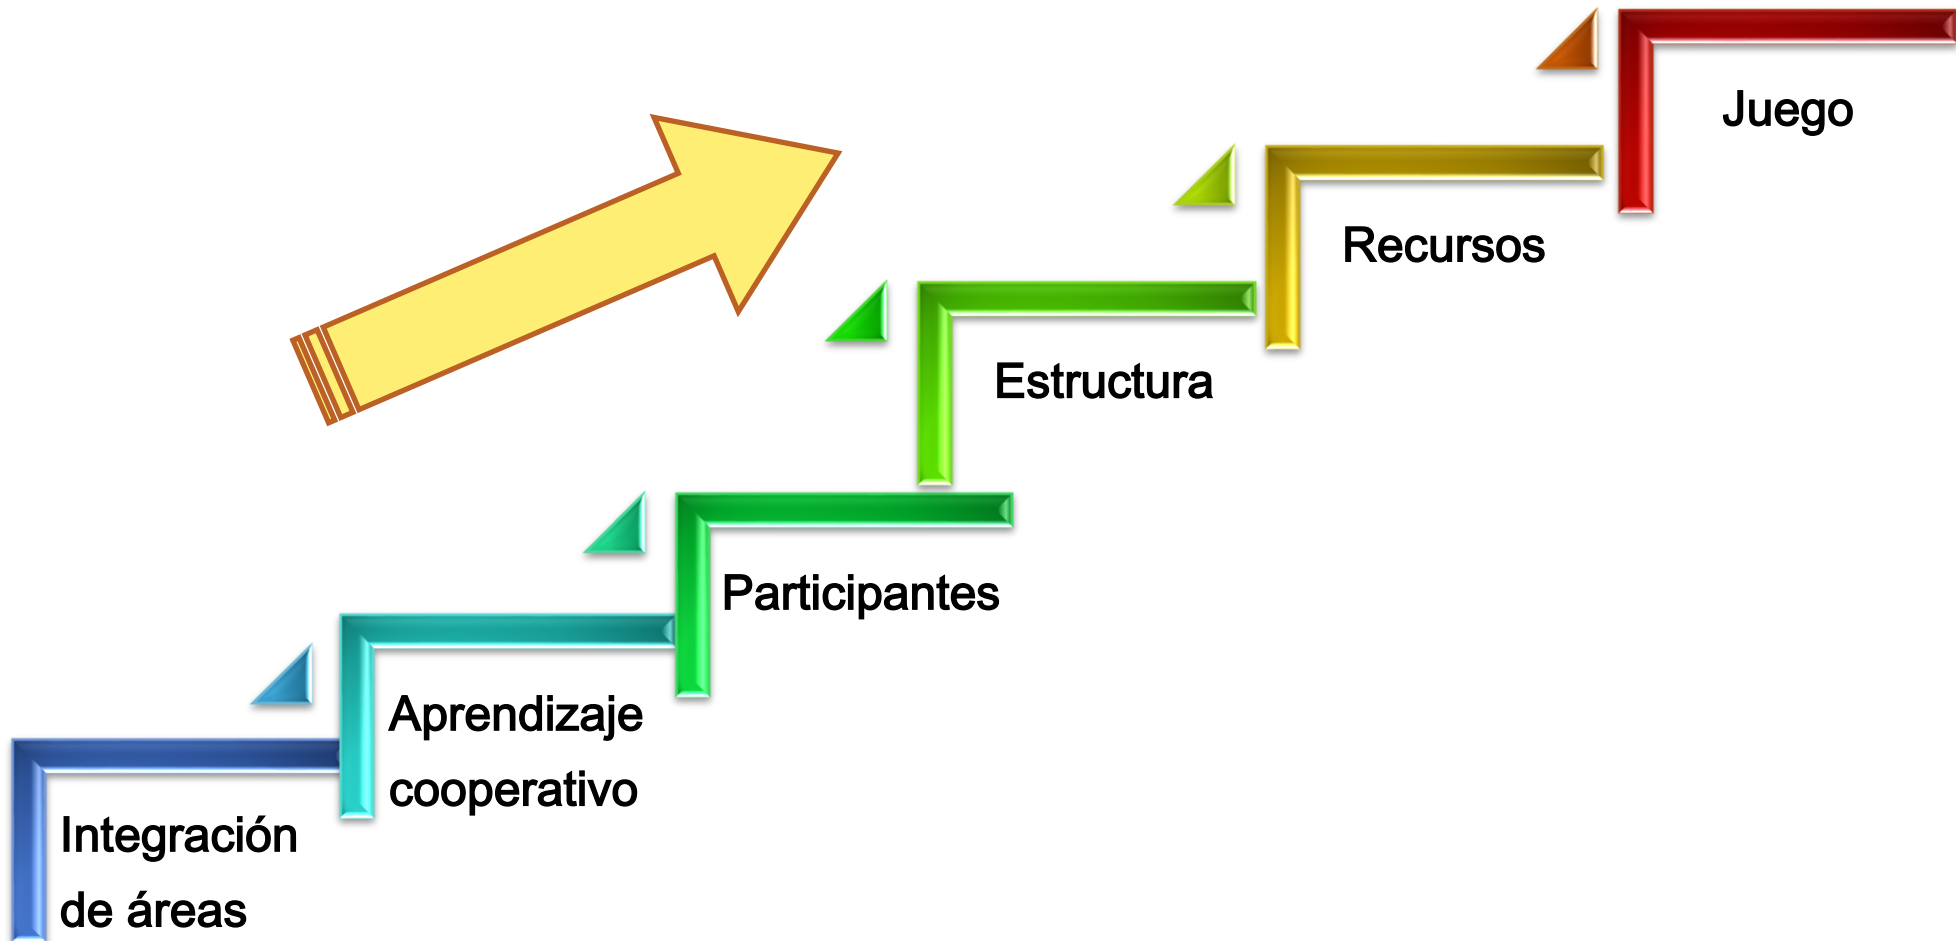 Juego
Recursos
Estructura
Participantes
Aprendizaje
cooperativo
Integración
de áreas